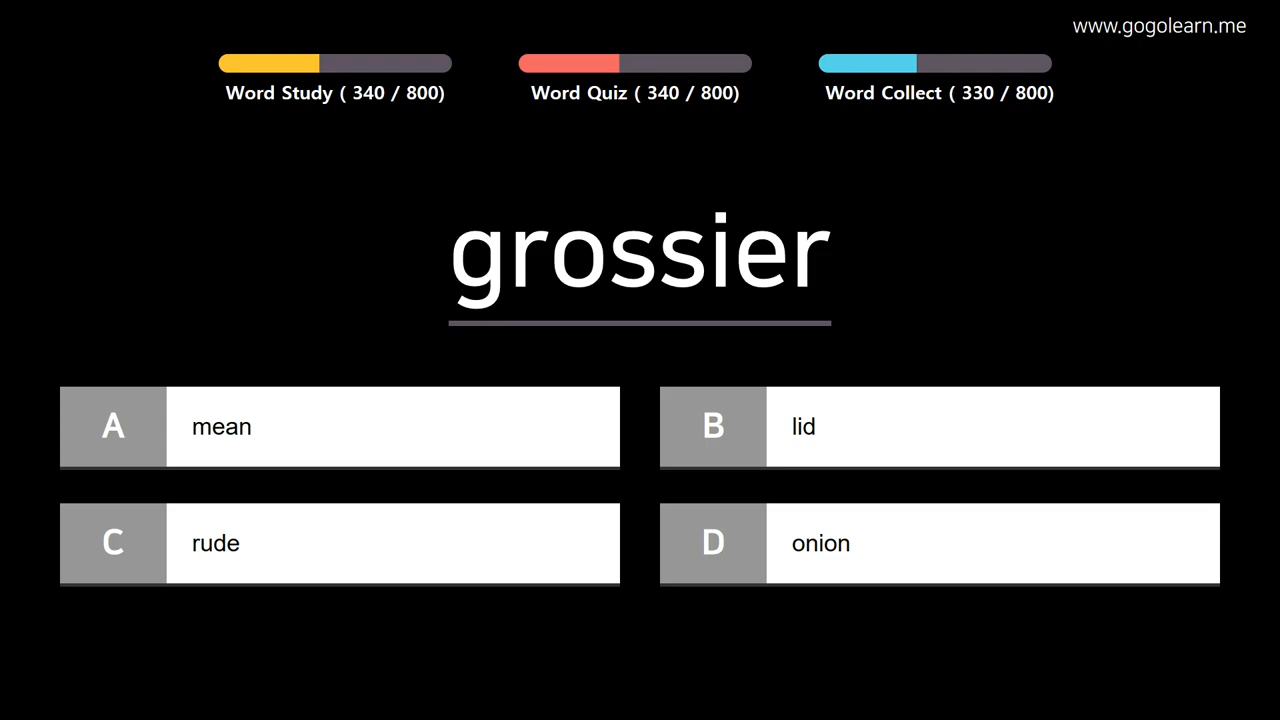 www.gogolearn.me
Word Study ( 340 / 800)
Word Quiz ( 340 / 800)
Word Collect ( 330 / 800)
grossier
A mean
B lid
C rude
D onion